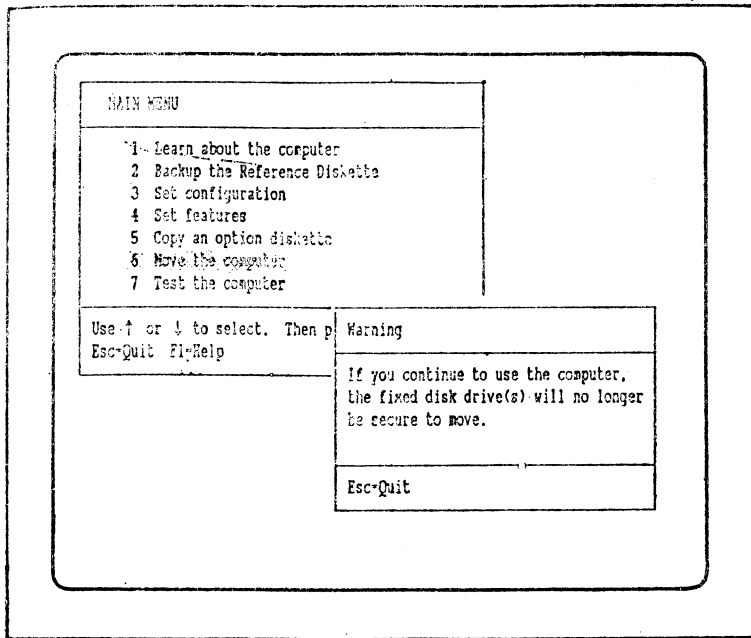 MAIN MENU
1 Learn about the computer
2 Backup the Reference Diskette
3 Set configuration
4 Set features
5 Copy an option diskette
6 Move the computer
7 Test the computer
Use ↑ or ↓ to select. Then p
Esc=Quit F1=Help
Warning
If you continue to use the computer,
the fixed disk drive(s) will no longer
be secure to move.
Esc=Quit